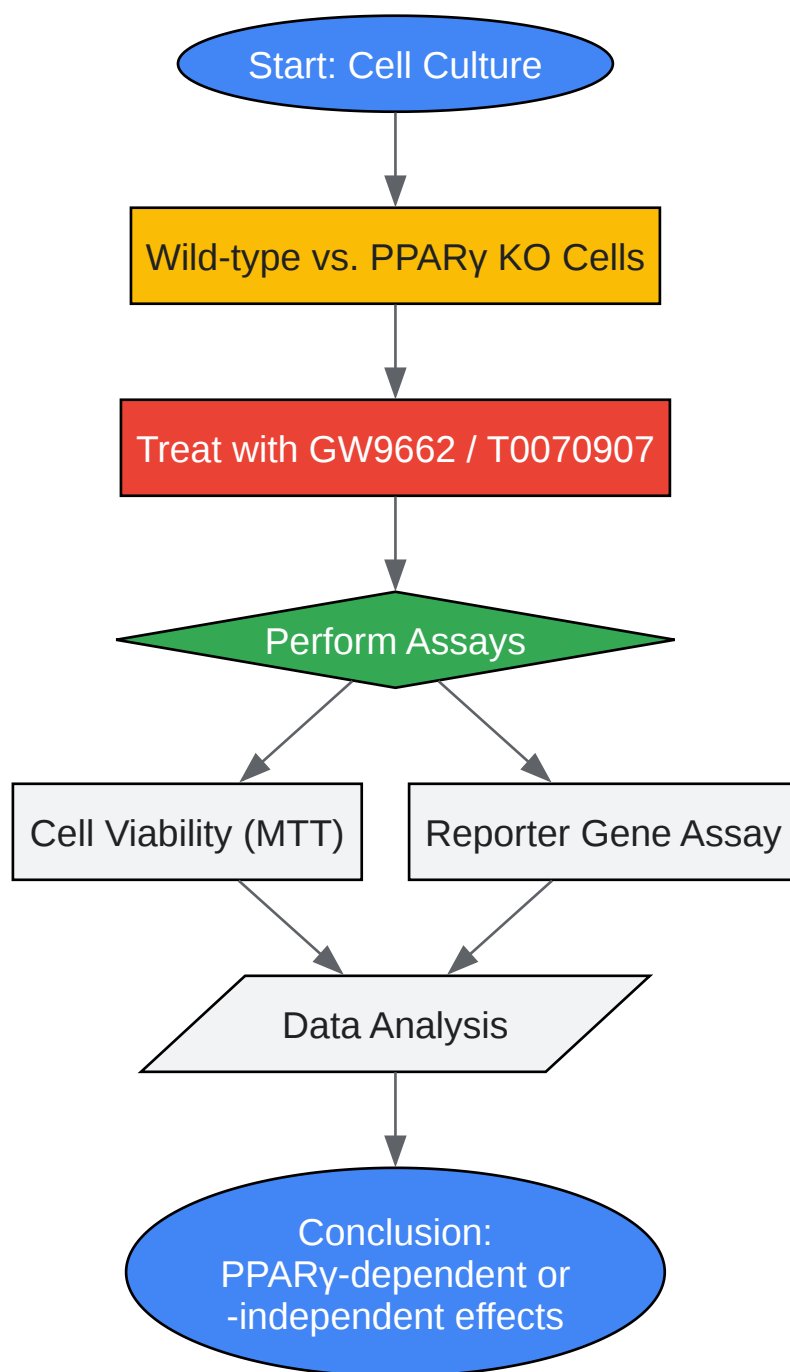 Start: Cell Culture
Wild-type vs. PPARγ KO Cells
Treat with GW9662 / T0070907
Perform Assays
Cell Viability (MTT)
Reporter Gene Assay
Data Analysis
Conclusion:
PPARγ-dependent or
-independent effects